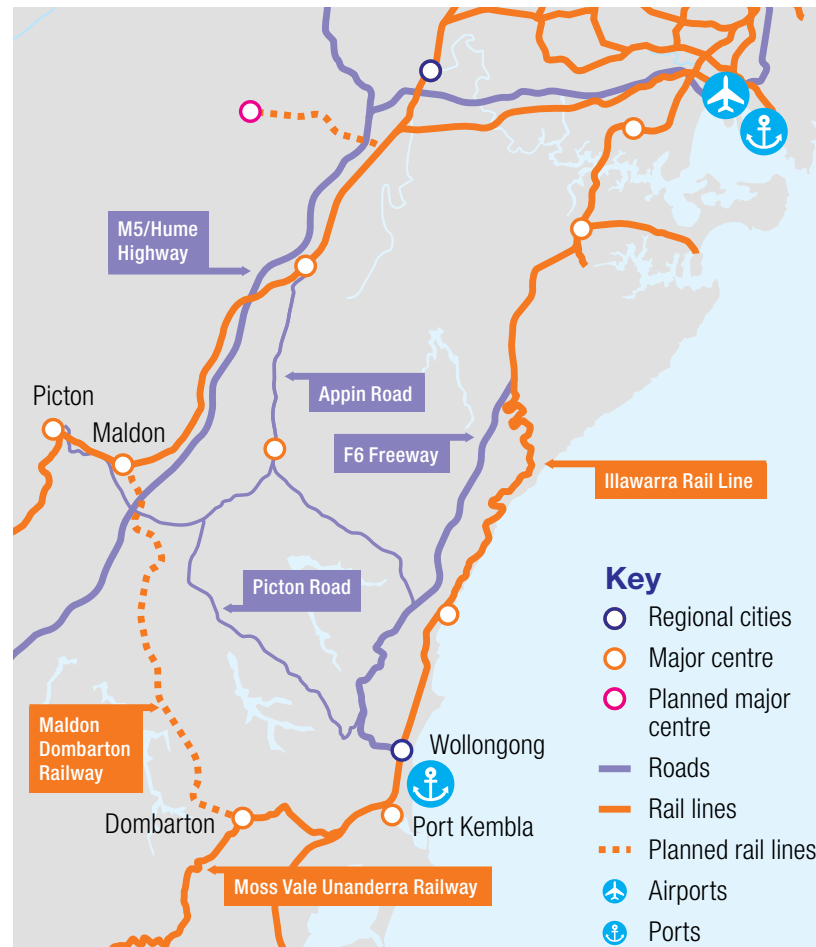 M5/Hume
Highway
Appin Road
Picton
Maldon
F6 Freeway
Illawarra Rail Line
Picton Road
Maldon
Dombarton
Railway
Wollongong
Dombarton
Port Kembla
Moss Vale Unanderra Railway
Key
Regional cities
Major centre
Planned major
centre
Roads
Rail lines
Planned rail lines
Airports
Ports